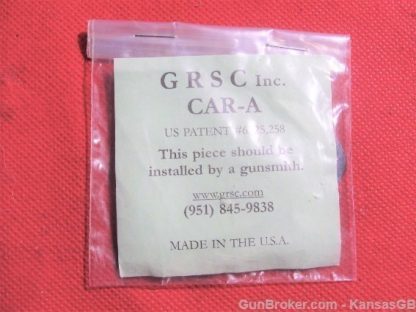 G R S C Inc.
CAR-A
US PATENT
This piece should be
installed by a gunsmith.
www.grsc.com
(951) 845-9838
MADE IN THE U.S.A.
GunBroker.com - KansasGB